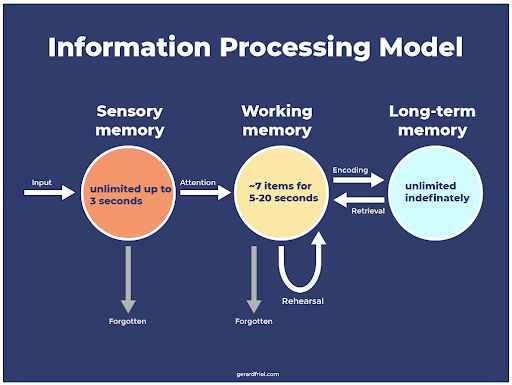 Information Processing Model
Sensory
memory
Working
memory
Long-term
memory
Input
unlimited up to
3 seconds
Attention
~7 items for
5-20 seconds
Encoding
Retrieval
unlimited
indefinately
Rehearsal
Forgotten
Forgotten
gerardfriel.com